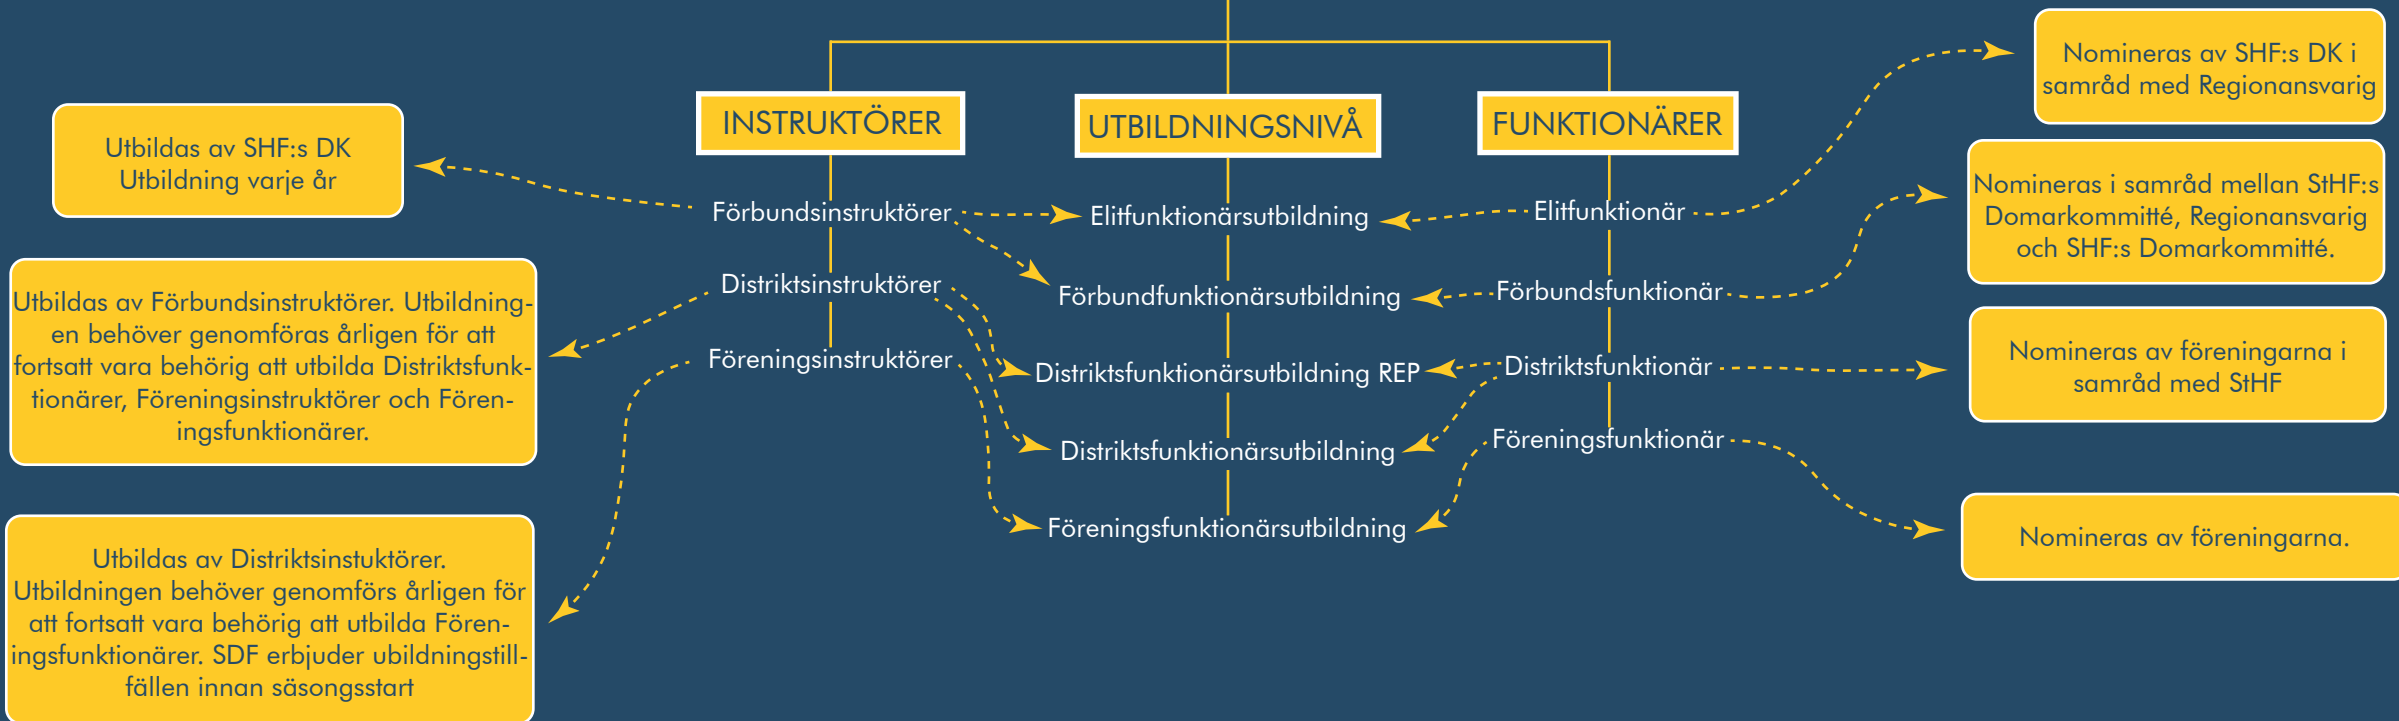 INSTRUKTÖRER
UTBILDNINGSNIVÅ
FUNKTIONÄRER
Utbildas av SHF:s DK
Utbildning varje år
Utbildas av Förbundsinstruktörer. Utbildning-
en behöver genomföras årligen för att
fortsatt vara behörig att utbilda Distriktsfunk-
tionärer, Föreningsinstruktörer och Fören-
ingsfunktionärer.
Utbildas av Distriktsinstuktörer.
Utbildningen behöver genomförs årligen för
att fortsatt vara behörig att utbilda Fören-
ingsfunktionärer. SDF erbjuder ubildningstill-
fällen innan säsongsstart
Förbundsinstruktörer
Distriktsinstruktörer
Föreningsinstruktörer
Elitfunktionärsutbildning
Förbundfunktionärsutbildning
Distriktsfunktionärsutbildning REP
Distriktsfunktionärsutbildning
Föreningsfunktionärsutbildning
Elitfunktionär
Förbundsfunktionär
Distriktsfunktionär
Föreningsfunktionär
Nomineras av SHF:s DK i
samråd med Regionansvarig
Nomineras i samråd mellan StHF:s
Domarkommitté, Regionansvarig
och SHF:s Domarkommitté.
Nomineras av föreningarna i
samråd med StHF
Nomineras av föreningarna.